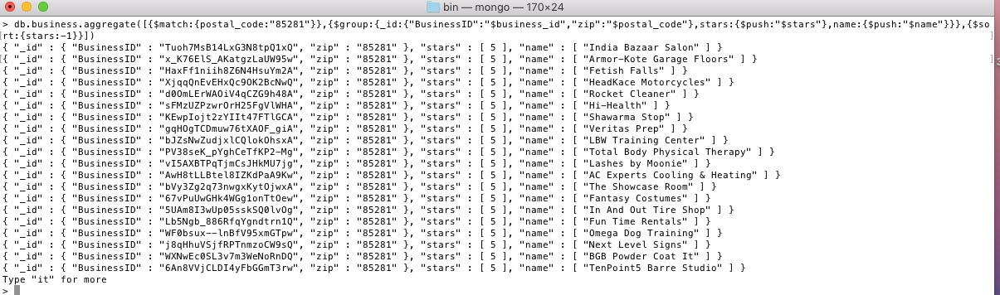 bin — mongo — 170×24
> db.business.aggregate([{$match:{postal_code:"85281"}},{$group:{_id:{"BusinessID":"$business_id","zip":"$postal_code"},stars:{$push:"$stars"},name:{$push:"$name"}}},{$so
rt:{stars:-1}}])
{ "_id" : { "BusinessID" : "Tuoh7MsB14LxG3N8tpQ1xQ", "zip" : "85281" }, "stars" : [ 5 ], "name" : [ "India Bazaar Salon" ] }
{ "_id" : { "BusinessID" : "x_K76ElS_AKatgzLaUW95w", "zip" : "85281" }, "stars" : [ 5 ], "name" : [ "Armor-Kote Garage Floors" ] }
{ "_id" : { "BusinessID" : "HaxFf1niih8Z6N4HsuYm2A", "zip" : "85281" }, "stars" : [ 5 ], "name" : [ "Fetish Falls" ] }
{ "_id" : { "BusinessID" : "XjqqQnEvEHxQc9OK2BcNwQ", "zip" : "85281" }, "stars" : [ 5 ], "name" : [ "HeadKace Motorcycles" ] }
{ "_id" : { "BusinessID" : "d0OmLErWAOiV4qCZG9h48A", "zip" : "85281" }, "stars" : [ 5 ], "name" : [ "Rocket Cleaner" ] }
{ "_id" : { "BusinessID" : "sFMzUZPzwrOrH25FgVlWHA", "zip" : "85281" }, "stars" : [ 5 ], "name" : [ "Hi-Health" ] }
{ "_id" : { "BusinessID" : "KEwpIojt2zYIIt47FTlGCA", "zip" : "85281" }, "stars" : [ 5 ], "name" : [ "Shawarma Stop" ] }
{ "_id" : { "BusinessID" : "gqHOgTCDmuw76tXAOF_giA", "zip" : "85281" }, "stars" : [ 5 ], "name" : [ "Veritas Prep" ] }
{ "_id" : { "BusinessID" : "bJZsNwZudjxlCQlokOhsxA", "zip" : "85281" }, "stars" : [ 5 ], "name" : [ "LBW Training Center" ] }
{ "_id" : { "BusinessID" : "PV38seK_pYghCeTfKP2-Mg", "zip" : "85281" }, "stars" : [ 5 ], "name" : [ "Total Body Physical Therapy" ] }
{ "_id" : { "BusinessID" : "vI5AXBTPqTjmCsJHkMU7jg", "zip" : "85281" }, "stars" : [ 5 ], "name" : [ "Lashes by Moonie" ] }
{ "_id" : { "BusinessID" : "AwH8tLLBtel8IZKdPaA9Kw", "zip" : "85281" }, "stars" : [ 5 ], "name" : [ "AC Experts Cooling & Heating" ] }
{ "_id" : { "BusinessID" : "bVy3Zg2q73nwgxKytOjwxA", "zip" : "85281" }, "stars" : [ 5 ], "name" : [ "The Showcase Room" ] }
{ "_id" : { "BusinessID" : "67vPuUwGHk4WGg1onTtOew", "zip" : "85281" }, "stars" : [ 5 ], "name" : [ "Fantasy Costumes" ] }
{ "_id" : { "BusinessID" : "5UAm8I3wUp05sskSQ0lvOg", "zip" : "85281" }, "stars" : [ 5 ], "name" : [ "In And Out Tire Shop" ] }
{ "_id" : { "BusinessID" : "Lb5Ngb_886RfqYgndtrn1Q", "zip" : "85281" }, "stars" : [ 5 ], "name" : [ "Fun Time Rentals" ] }
{ "_id" : { "BusinessID" : "WF0bsux--lnBfV95xmGTpw", "zip" : "85281" }, "stars" : [ 5 ], "name" : [ "Omega Dog Training" ] }
{ "_id" : { "BusinessID" : "j8qHhuVSjfRPTnmzoCW9sQ", "zip" : "85281" }, "stars" : [ 5 ], "name" : [ "Next Level Signs" ] }
{ "_id" : { "BusinessID" : "WXNwEc0SL3v7m3WeNoRnDQ", "zip" : "85281" }, "stars" : [ 5 ], "name" : [ "BGB Powder Coat It" ] }
{ "_id" : { "BusinessID" : "6An8VVjCLDI4yFbGGmT3rw", "zip" : "85281" }, "stars" : [ 5 ], "name" : [ "TenPoint5 Barre Studio" ] }
Type "it" for more
>